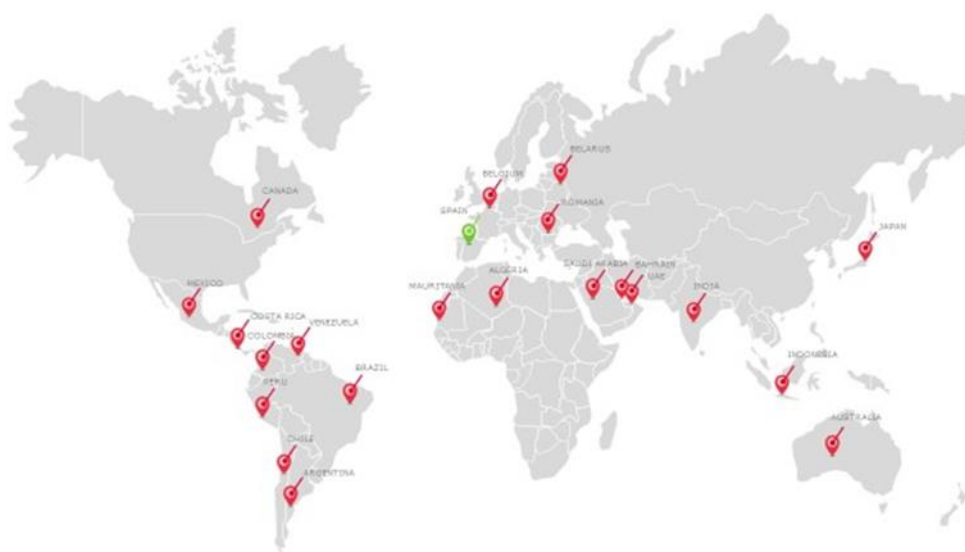 BELARUS
BELGIUM
CANADA
ROMANIA
SPAIN
JAPAN
SAUDI ARABIA
BAHRAIN
ALGERIA
UAE
MEXICO
MAURITANIA
INDIA
COSTA RICA
VENEZUELA
COLOMBIA
INDONESIA
BRAZIL
PERU
AUSTRALIA
CHILE
ARGENTINA